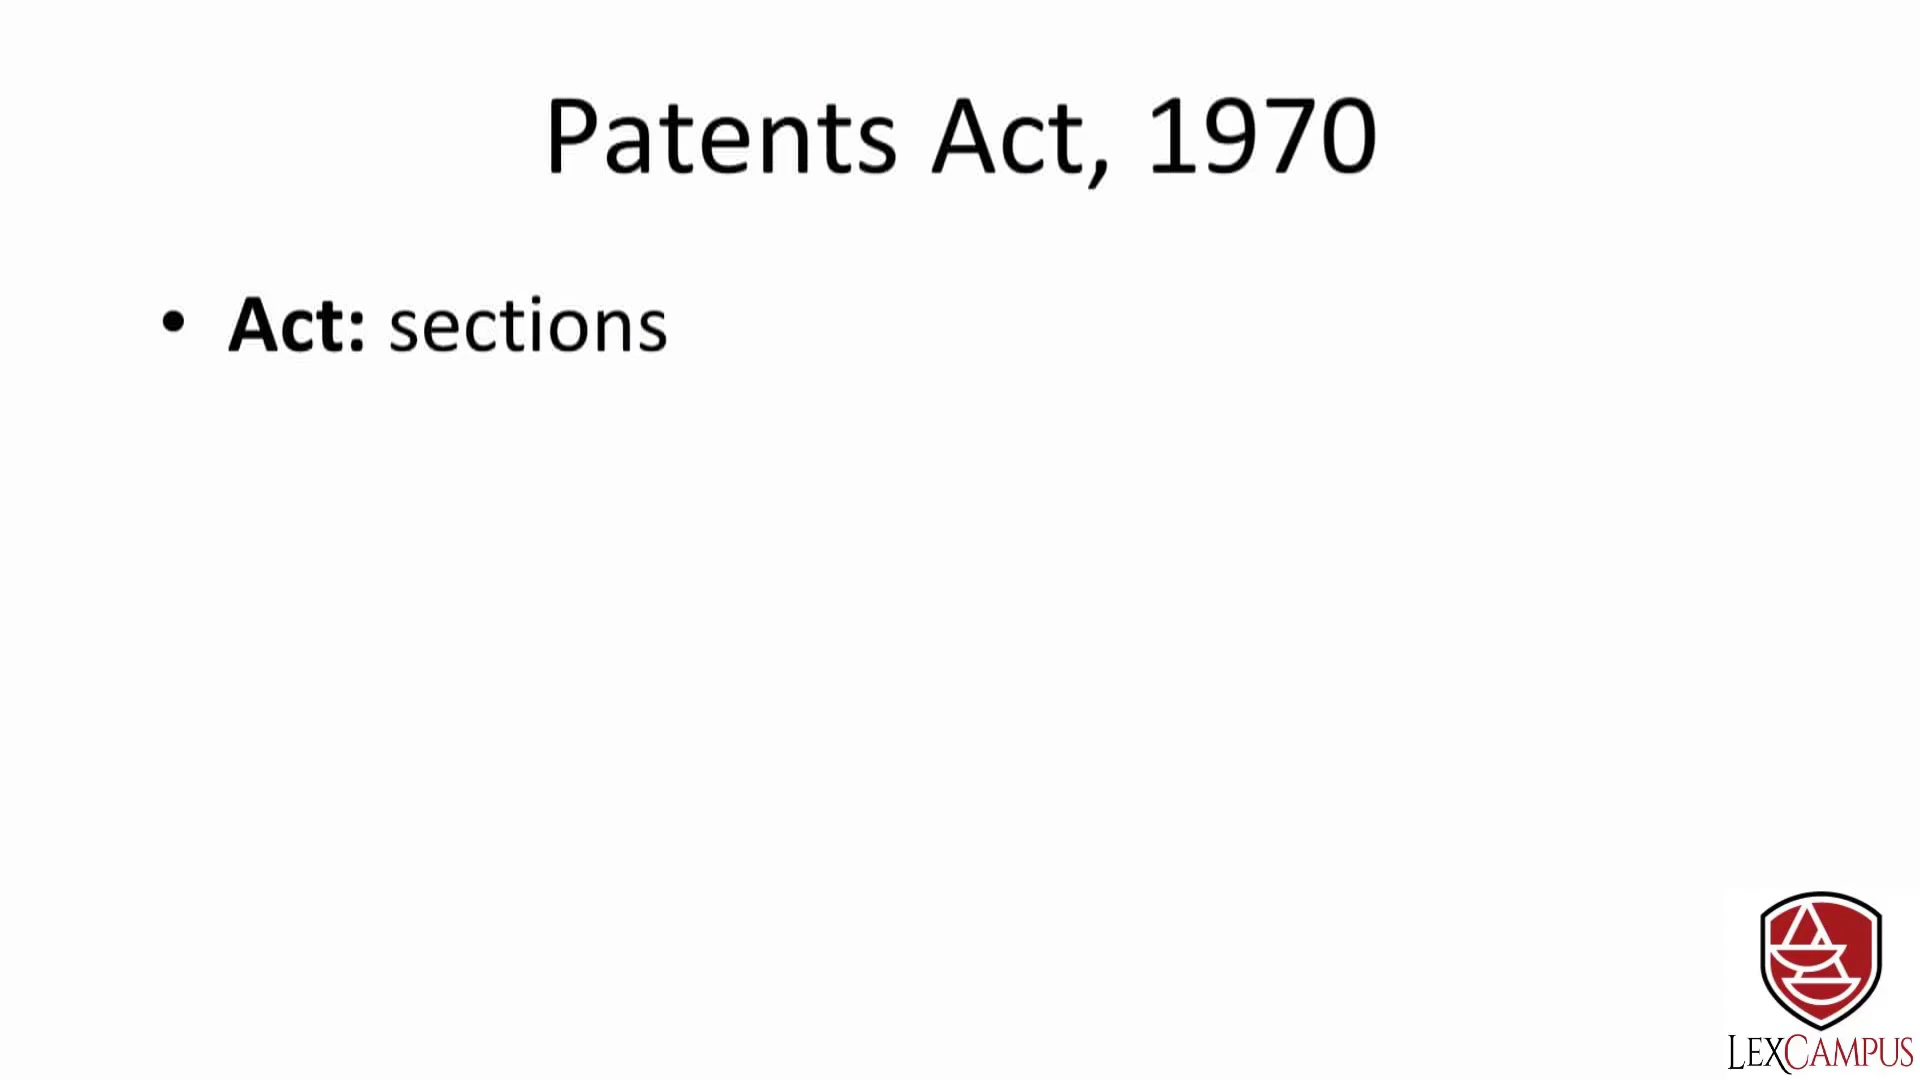 Patents Act, 1970
• Act: sections
LEXCAMPUS